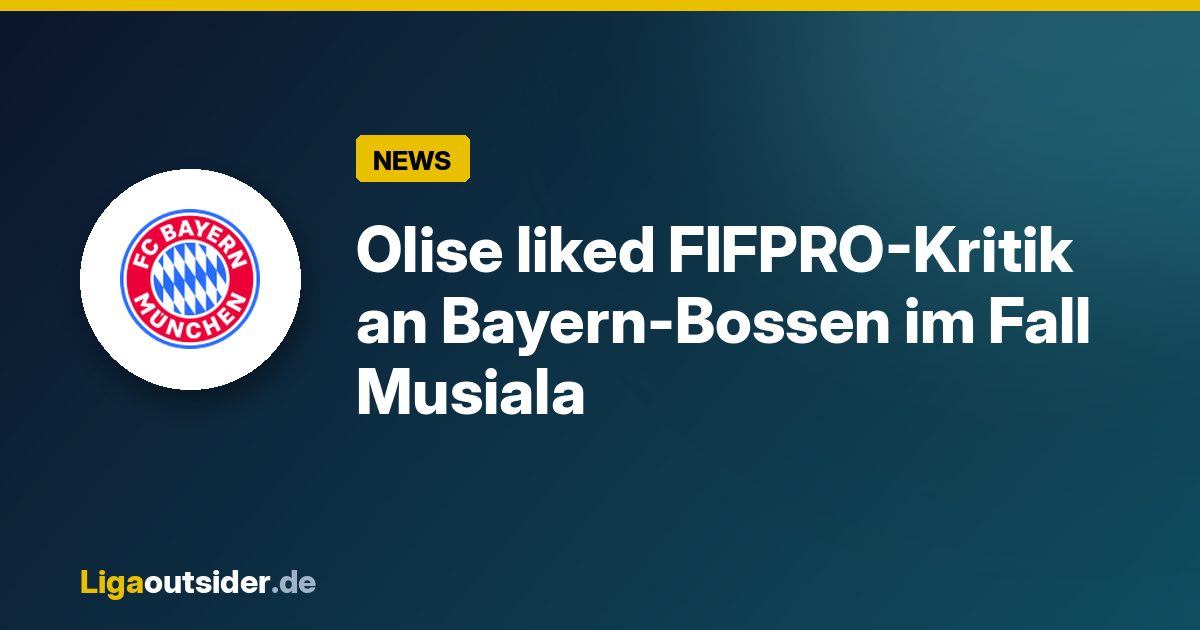 FC BAYERN
MÜNCHEN
NEWS
Olise liked FIFPRO-Kritik
an Bayern-Bossen im Fall
Musiala
Ligaoutsider.de